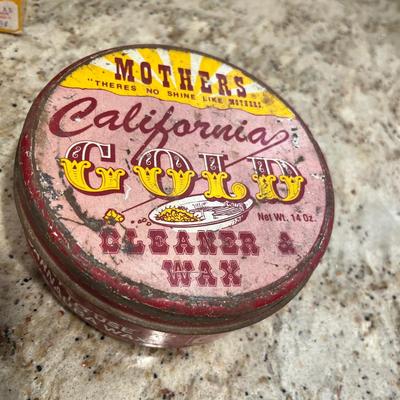 MOTHERS
"THERES NO SHINE LIKE MOTHERS
California
GOLD
Net Wt. 14 Oz.
CLEANER &
WAX